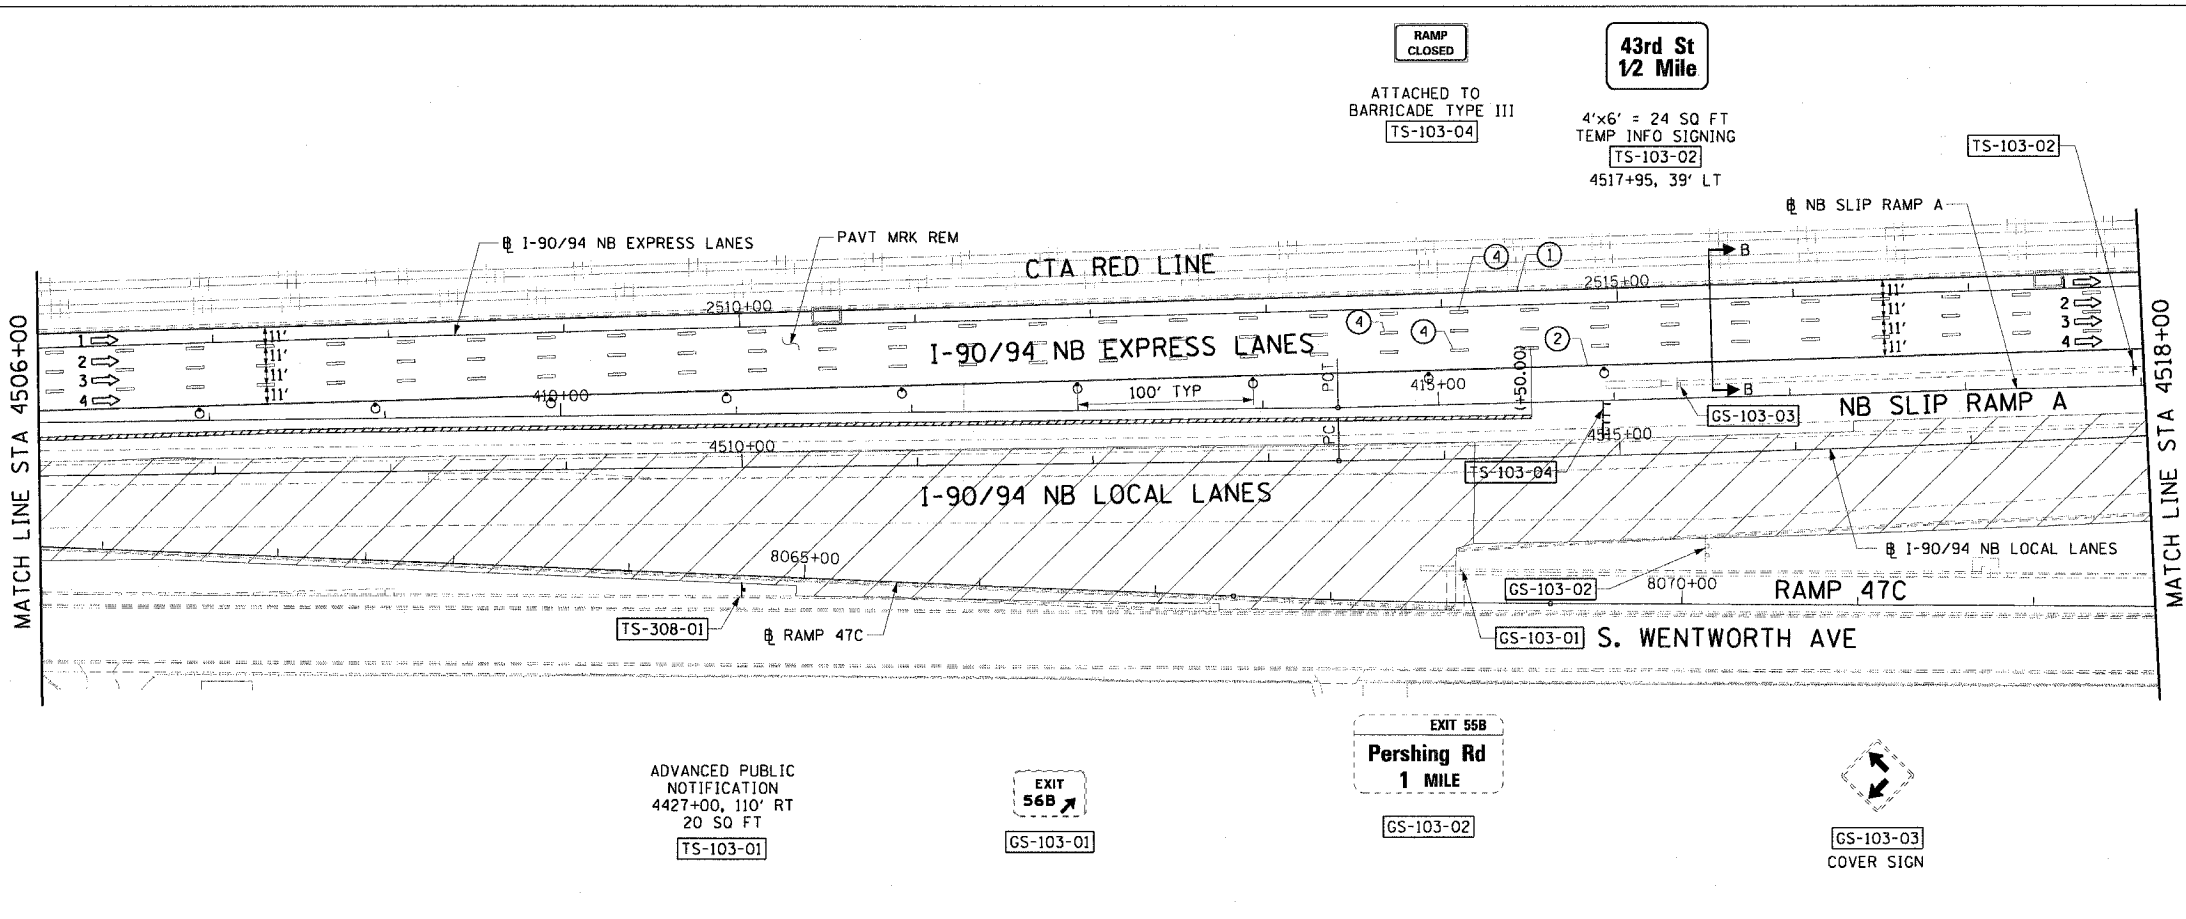 RAMP
CLOSED
ATTACHED TO
BARRICADE TYPE III
TS-103-04
43rd St
1/2 Mile
4'x6' = 24 SQ FT
TEMP INFO SIGNING
TS-103-02
4517+95, 39' LT
TS-103-02
℄ NB SLIP RAMP A
℄ I-90/94 NB EXPRESS LANES
PAVT MRK REM
CTA RED LINE
4
1
B
2510+00
2515+00
1
2
3
4
11'
11'
11'
11'
I-90/94 NB EXPRESS LANES
4
4
2
11'
11'
11'
11'
1
2
3
4
MATCH LINE STA 4506+00
MATCH LINE STA 4518+00
410+00
100' TYP
POT
415+00
(+50.00)
B
GS-103-03
NB SLIP RAMP A
4510+00
PC
4515+00
TS-103-04
I-90/94 NB LOCAL LANES
8065+00
℄ I-90/94 NB LOCAL LANES
GS-103-02
8070+00
RAMP 47C
TS-308-01
℄ RAMP 47C
GS-103-01
S. WENTWORTH AVE
ADVANCED PUBLIC
NOTIFICATION
4427+00, 110' RT
20 SQ FT
TS-103-01
EXIT
56B
GS-103-01
EXIT 55B
Pershing Rd
1 MILE
GS-103-02
GS-103-03
COVER SIGN